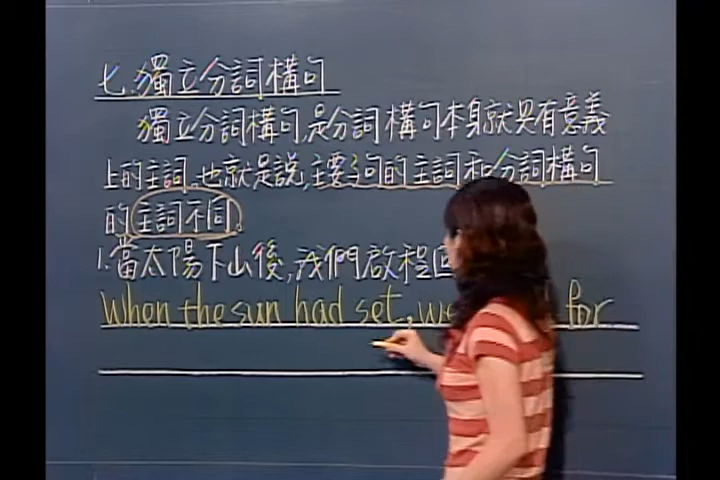 七.獨立分詞構句
獨立分詞構句,是分詞構句本身就具有意義
上的主詞,也就是說,主要句的主詞和分詞構句
的主詞不同。
1.當太陽下山後,我們啟程
When the sun had set, we for